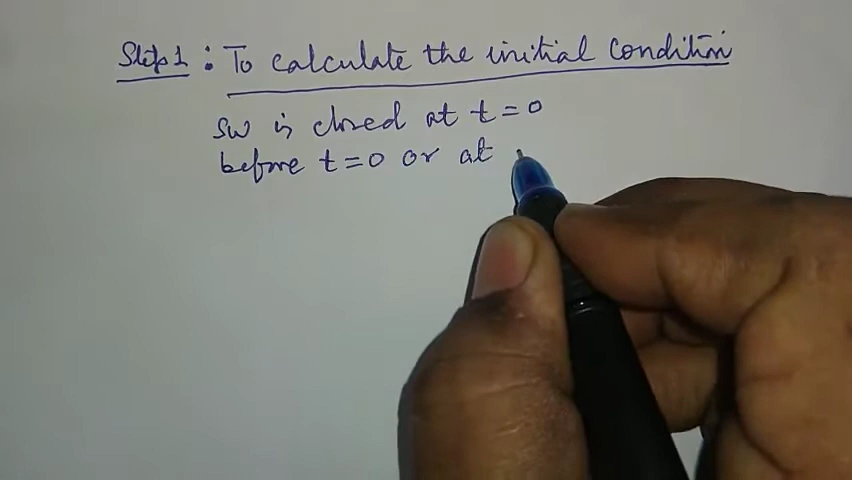 Step 1 : To calculate the initial condition
SW is closed at t = 0
before t = 0 or at